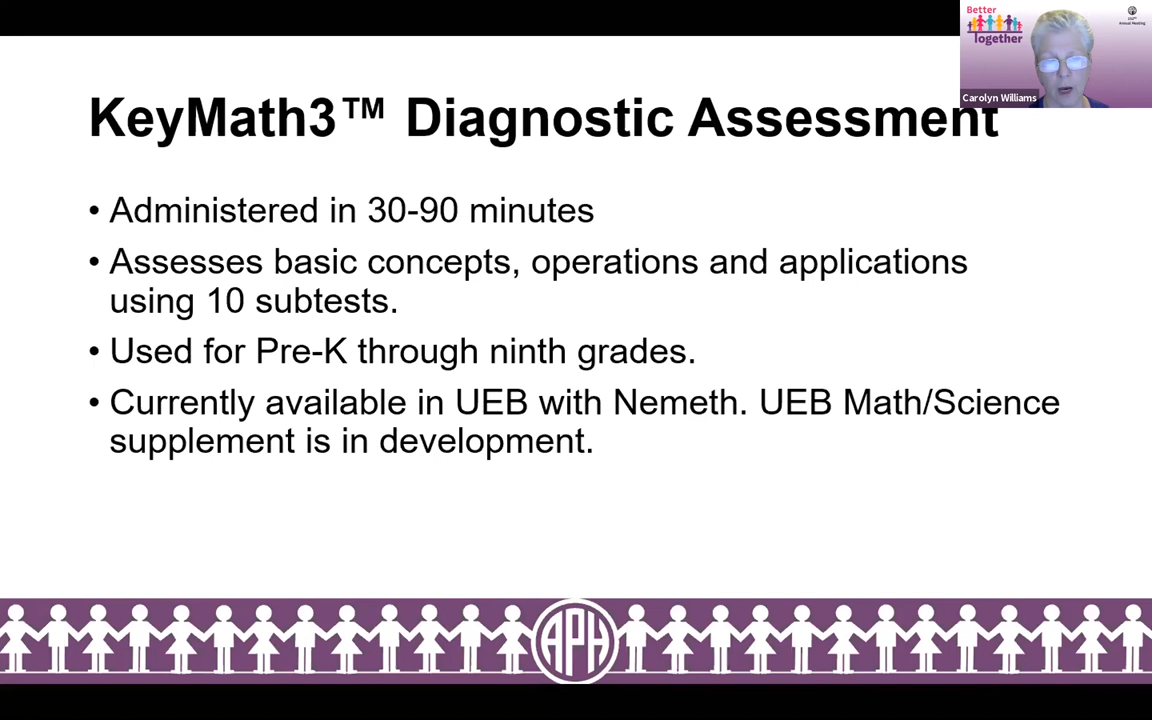 Better
Together
Annual Meeting
Carolyn Williams
KeyMath3™ Diagnostic Assessment
• Administered in 30-90 minutes
• Assesses basic concepts, operations and applications
using 10 subtests.
• Used for Pre-K through ninth grades.
• Currently available in UEB with Nemeth. UEB Math/Science
supplement is in development.
APH